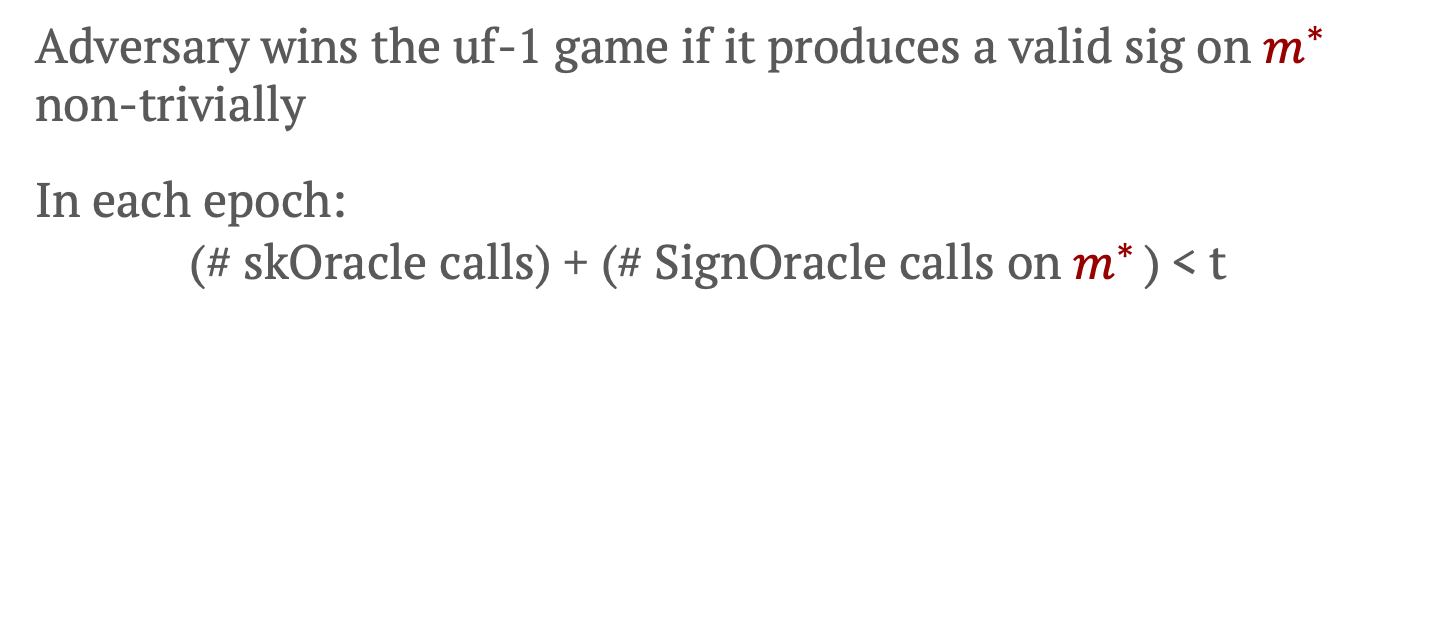 Adversary wins the uf-1 game if it produces a valid sig on m*
non-trivially
In each epoch:
(# skOracle calls) + (# SignOracle calls on m* ) < t